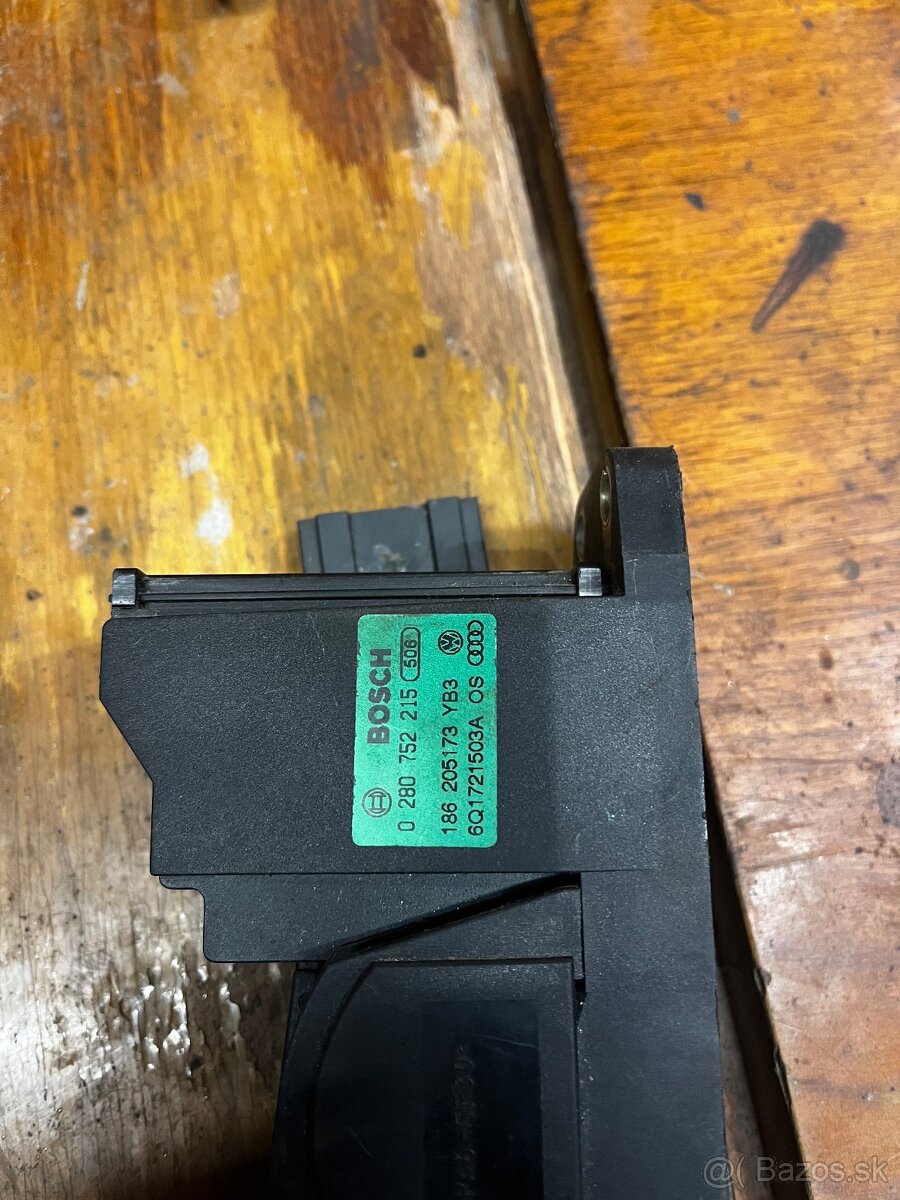 BOSCH
0 280 752 215 506
186 205173 YB3
6Q1721503A OS
@( Bazos.sk